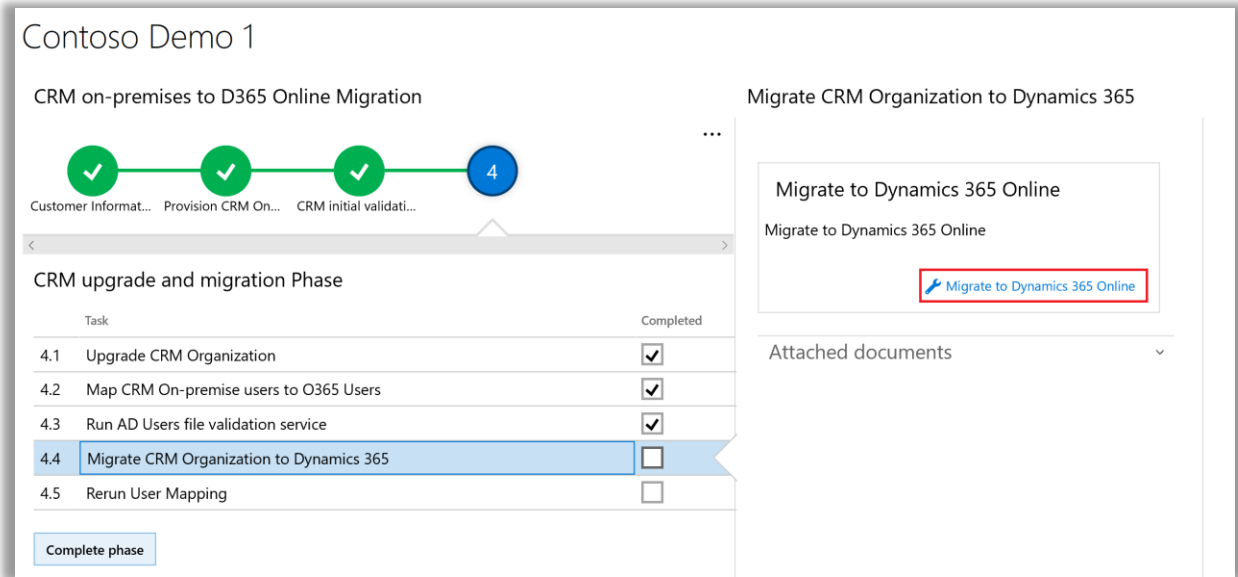 Contoso Demo 1
CRM on-premises to D365 Online Migration
...
4
Customer Informat... Provision CRM On... CRM initial validati...
CRM upgrade and migration Phase
Task Completed
4.1 Upgrade CRM Organization
4.2 Map CRM On-premise users to O365 Users
4.3 Run AD Users file validation service
4.4 Migrate CRM Organization to Dynamics 365
4.5 Rerun User Mapping
Complete phase
Migrate CRM Organization to Dynamics 365
Migrate to Dynamics 365 Online
Migrate to Dynamics 365 Online
Migrate to Dynamics 365 Online
Attached documents